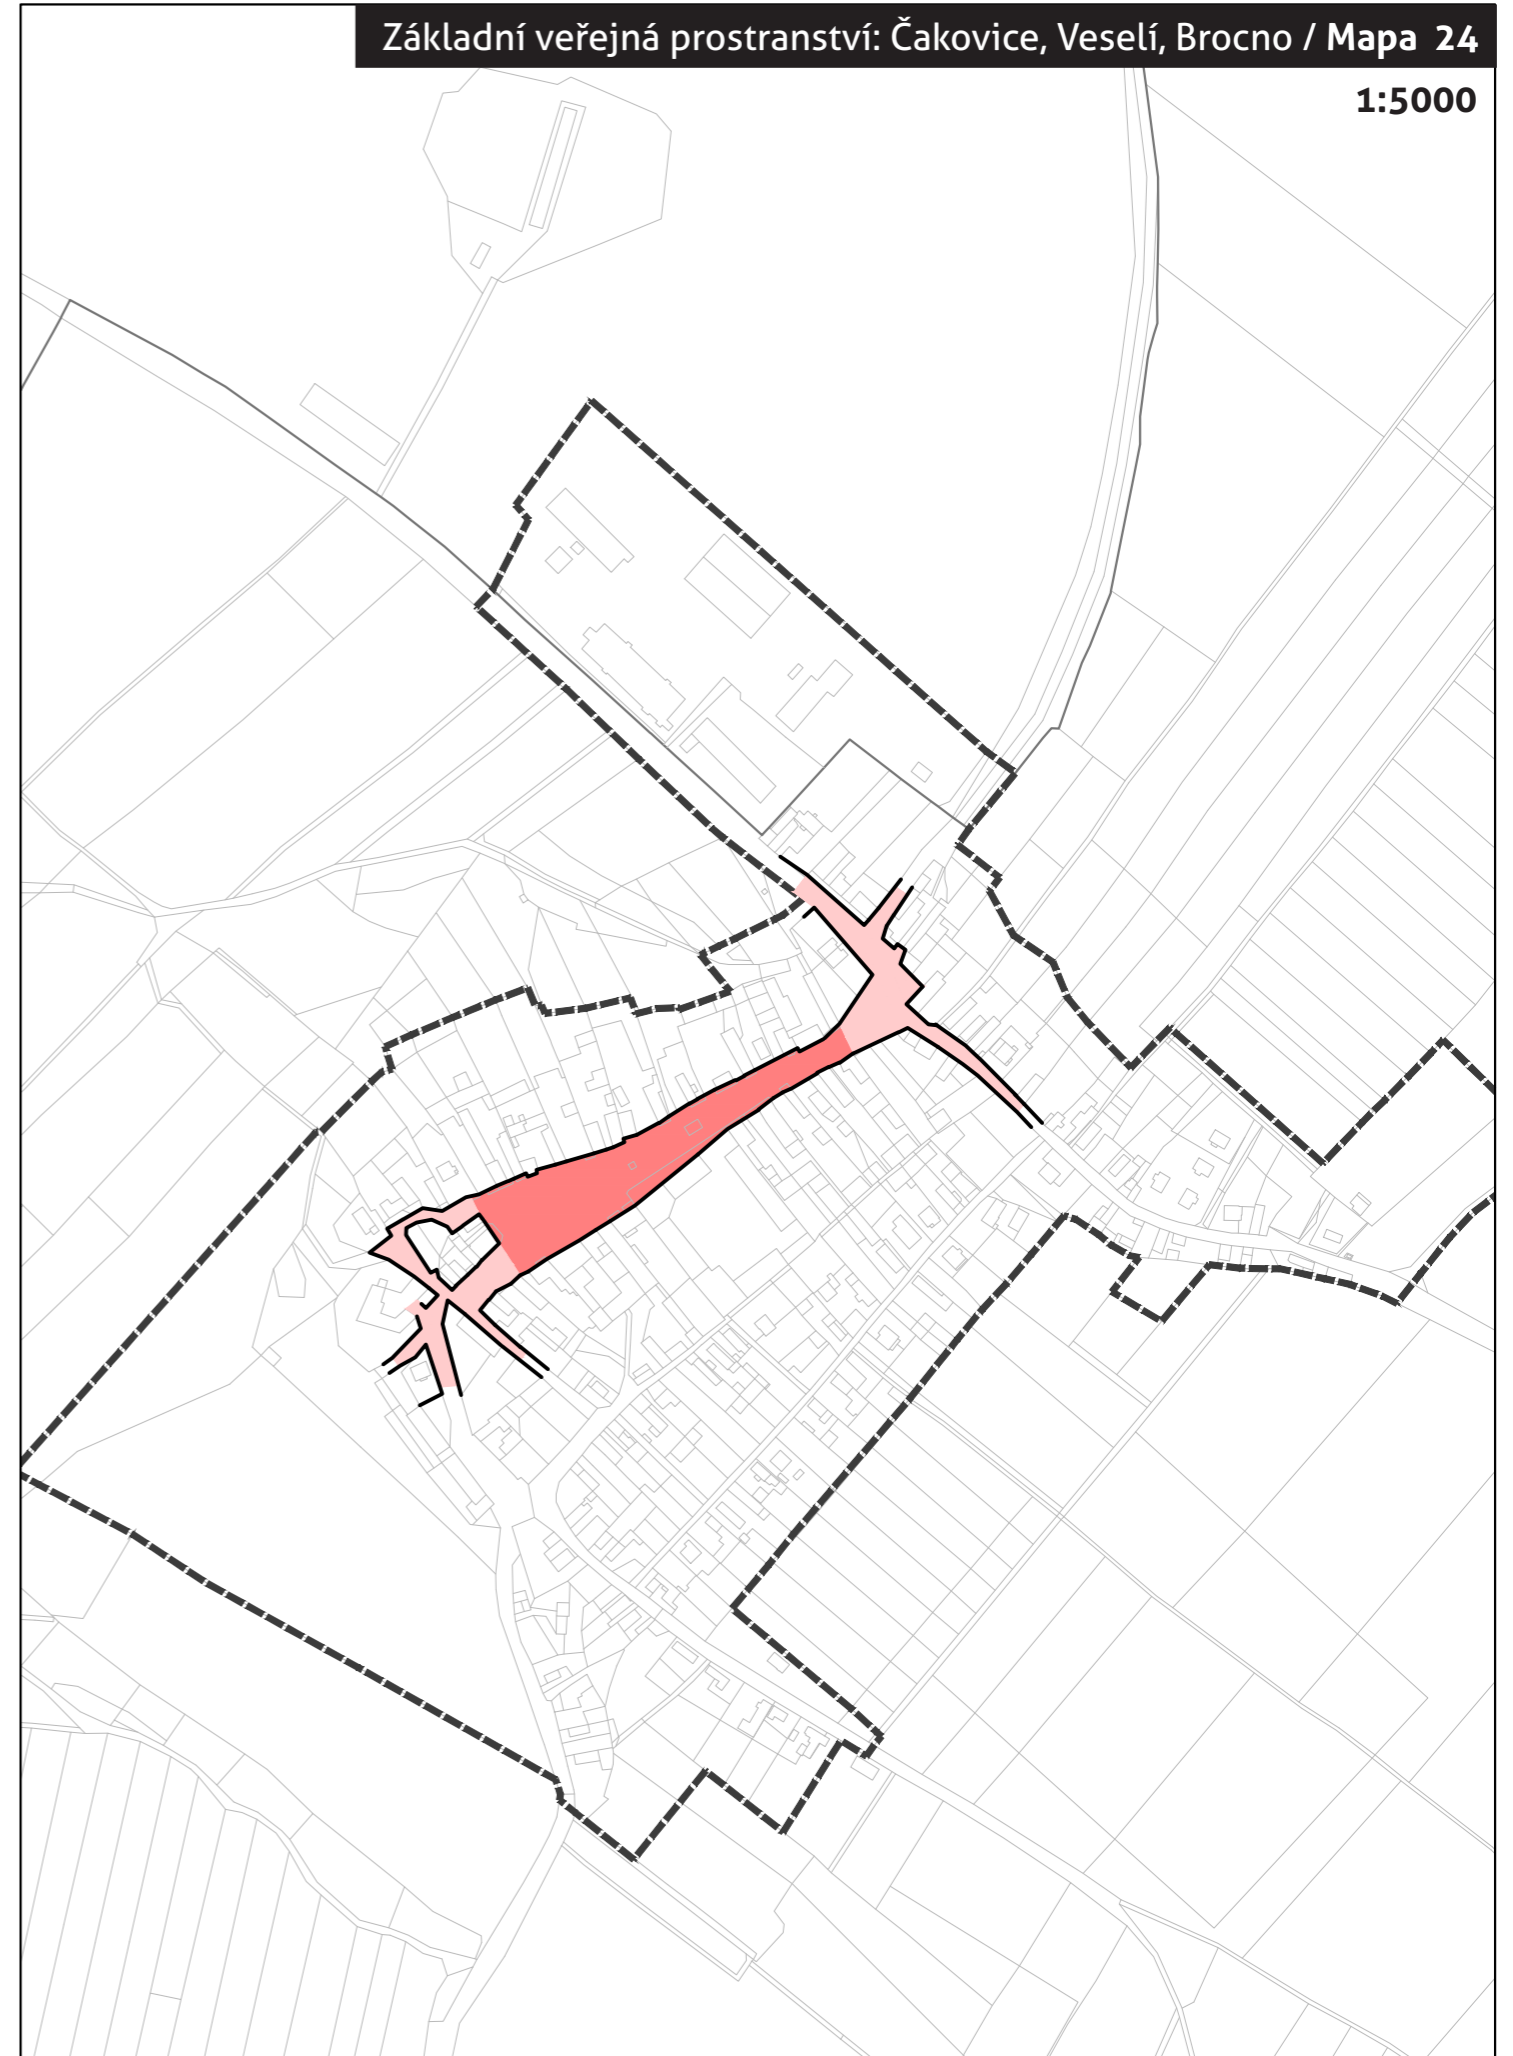 Základní veřejná prostranství: Čakovice, Veselí, Brocno / Mapa 24
1:5000